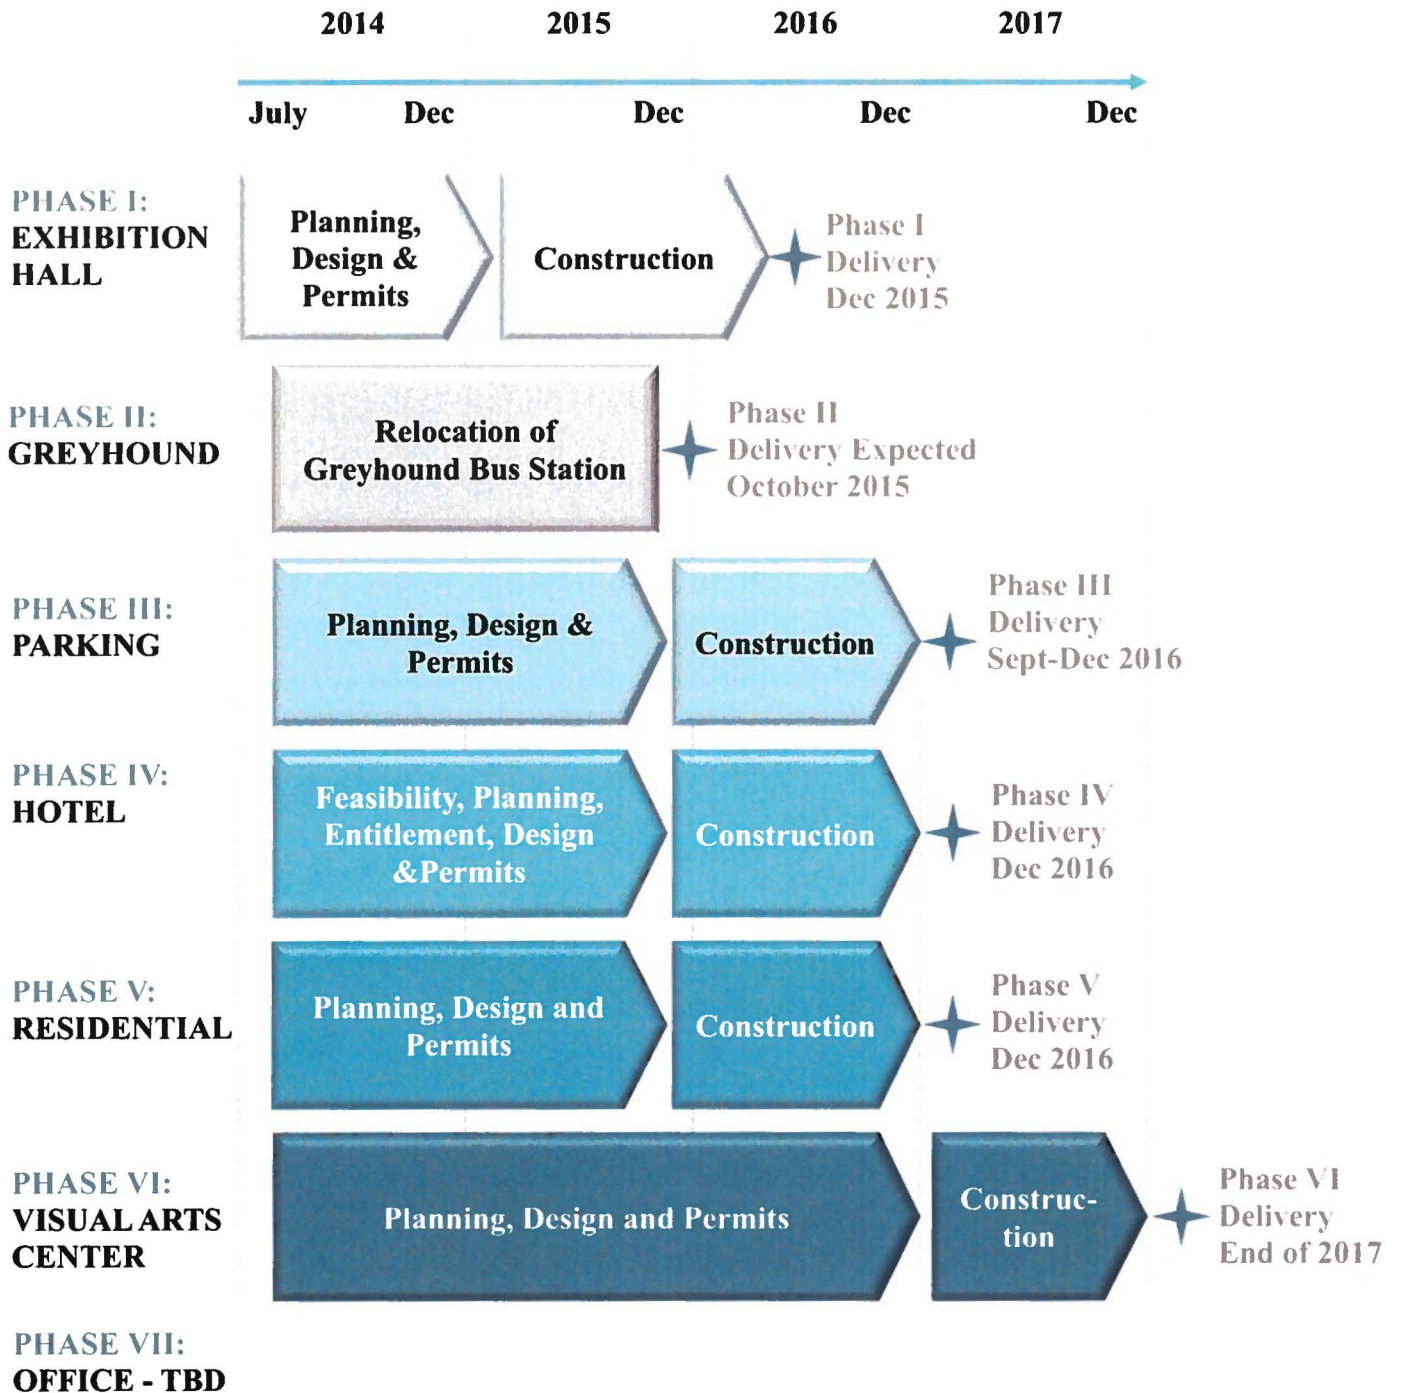 2014 2015 2016 2017
July Dec Dec Dec Dec
PHASE I:
EXHIBITION
HALL
Planning,
Design &
Permits
Construction
Phase I
Delivery
Dec 2015
PHASE II:
GREYHOUND
Relocation of
Greyhound Bus Station
Phase II
Delivery Expected
October 2015
PHASE III:
PARKING
Planning, Design &
Permits
Construction
Phase III
Delivery
Sept-Dec 2016
PHASE IV:
HOTEL
Feasibility, Planning,
Entitlement, Design
&Permits
Construction
Phase IV
Delivery
Dec 2016
PHASE V:
RESIDENTIAL
Planning, Design and
Permits
Construction
Phase V
Delivery
Dec 2016
PHASE VI:
VISUAL ARTS
CENTER
Planning, Design and Permits
Construc-
tion
Phase VI
Delivery
End of 2017
PHASE VII:
OFFICE - TBD